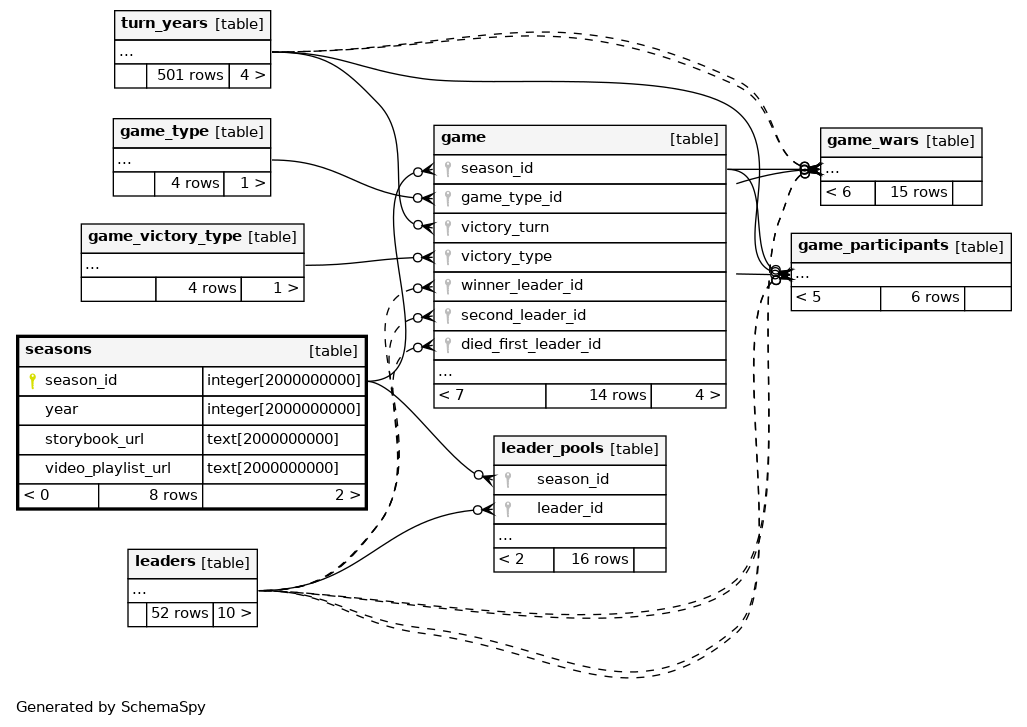 turn_years [table]
...
501 rows 4 >
game_type [table]
...
4 rows 1 >
game_victory_type [table]
...
4 rows 1 >
seasons [table]
season_id integer[2000000000]
year integer[2000000000]
storybook_url text[2000000000]
video_playlist_url text[2000000000]
< 0 8 rows 2 >
leaders [table]
...
52 rows 10 >
game [table]
season_id
game_type_id
victory_turn
victory_type
winner_leader_id
second_leader_id
died_first_leader_id
...
< 7 14 rows 4 >
leader_pools [table]
season_id
leader_id
...
< 2 16 rows
game_wars [table]
...
< 6 15 rows
game_participants [table]
...
< 5 6 rows
Generated by SchemaSpy